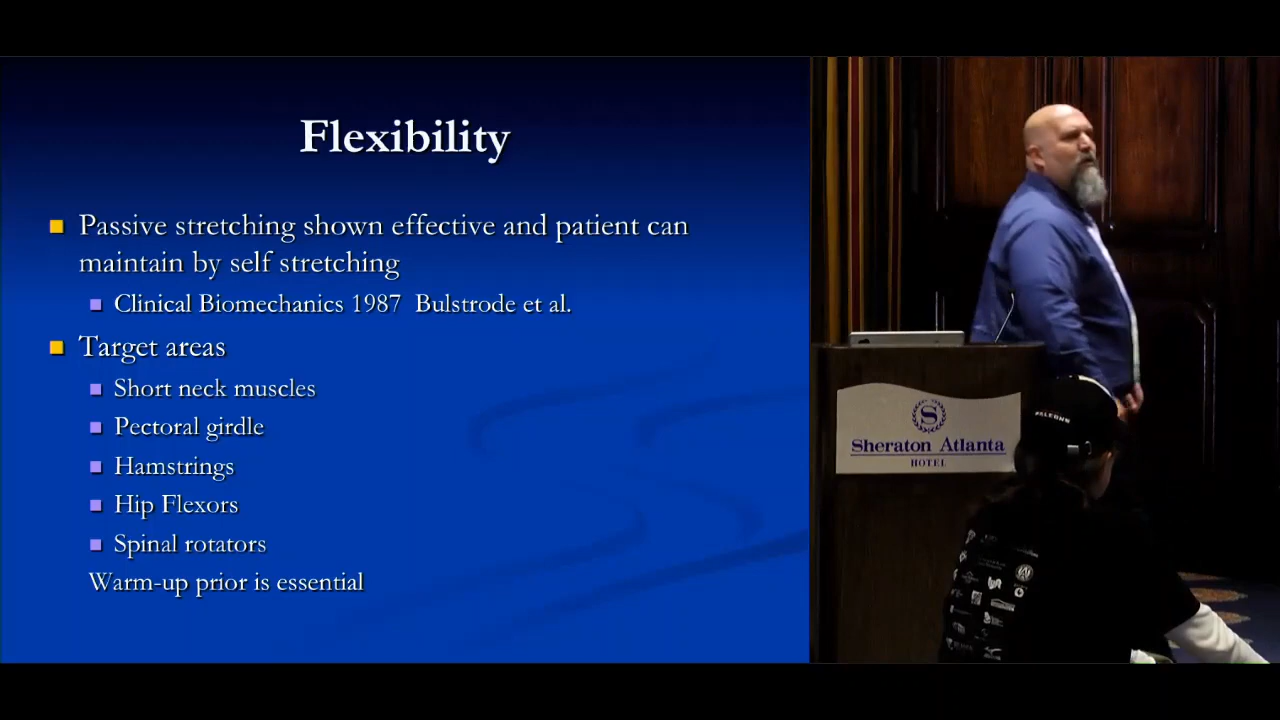 Flexibility
Passive stretching shown effective and patient can
maintain by self stretching
Clinical Biomechanics 1987 Bulstrode et al.
Target areas
Short neck muscles
Pectoral girdle
Hamstrings
Hip Flexors
Spinal rotators
Warm-up prior is essential
S
Sheraton Atlanta
HOTEL
FALCONS
lyft